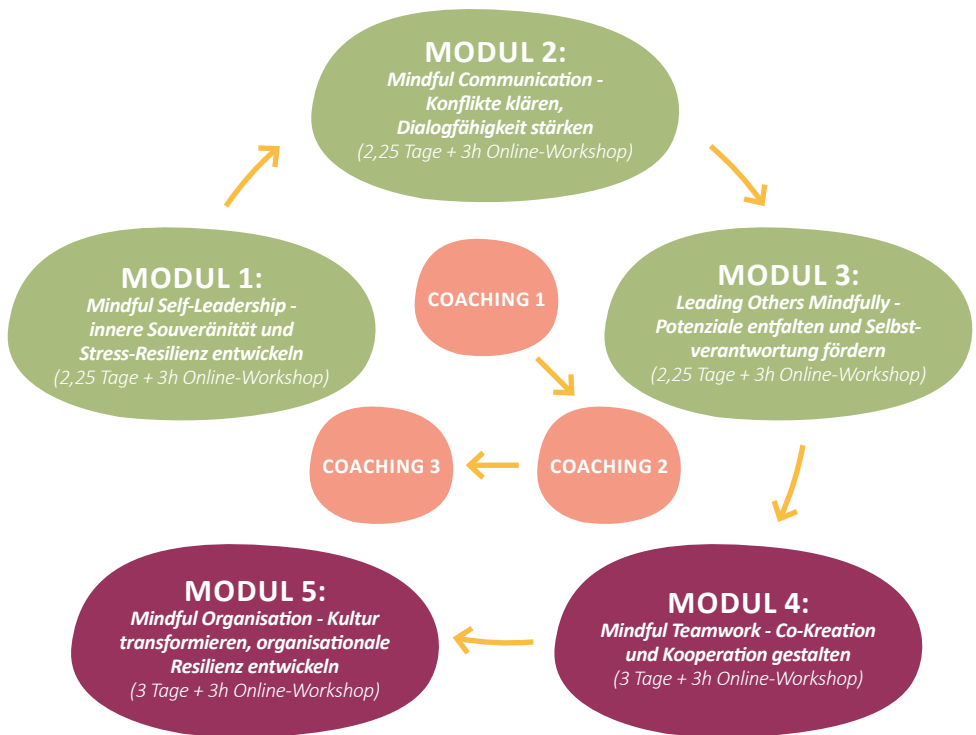 MODUL 2:
Mindful Communication -
Konflikte klären,
Dialogfähigkeit stärken
(2,25 Tage + 3h Online-Workshop)
MODUL 1:
Mindful Self-Leadership -
innere Souveränität und
Stress-Resilienz entwickeln
(2,25 Tage + 3h Online-Workshop)
COACHING 1
MODUL 3:
Leading Others Mindfully -
Potenziale entfalten und Selbst-
verantwortung fördern
(2,25 Tage + 3h Online-Workshop)
COACHING 3
COACHING 2
MODUL 5:
Mindful Organisation - Kultur
transformieren, organisationale
Resilienz entwickeln
(3 Tage + 3h Online-Workshop)
MODUL 4:
Mindful Teamwork - Co-Kreation
und Kooperation gestalten
(3 Tage + 3h Online-Workshop)